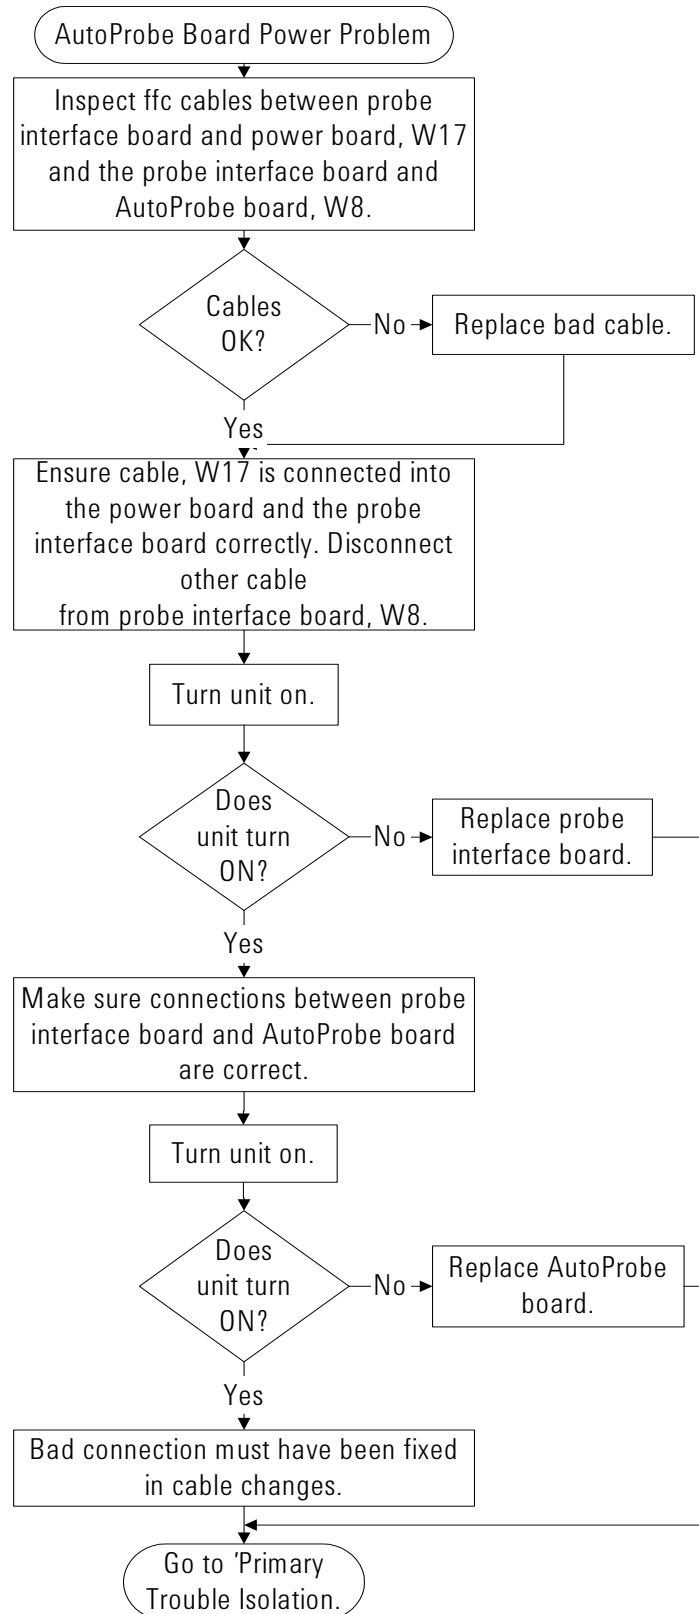 AutoProbe Board Power Problem
Inspect ffc cables between probe
interface board and power board, W17
and the probe interface board and
AutoProbe board, W8.
Cables
OK?
No
Replace bad cable.
Yes
Ensure cable, W17 is connected into
the power board and the probe
interface board correctly. Disconnect
other cable
from probe interface board, W8.
Turn unit on.
Does
unit turn
ON?
No
Replace probe
interface board.
Yes
Make sure connections between probe
interface board and AutoProbe board
are correct.
Turn unit on.
Does
unit turn
ON?
No
Replace AutoProbe
board.
Yes
Bad connection must have been fixed
in cable changes.
Go to 'Primary
Trouble Isolation.